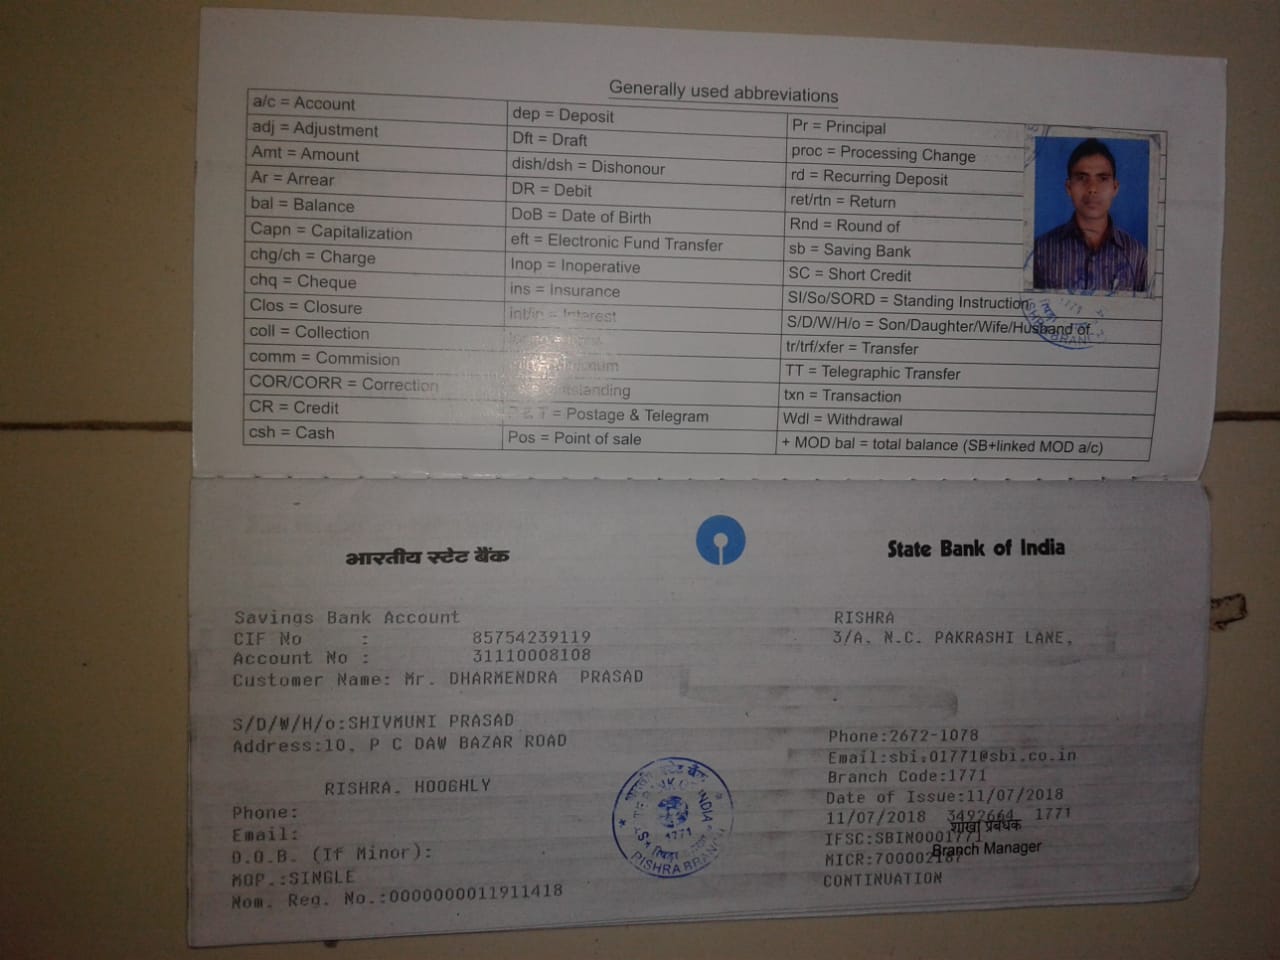 Generally used abbreviations
a/c = Account
adj = Adjustment
Amt = Amount
Ar = Arrear
bal = Balance
Capn = Capitalization
chg/ch = Charge
chq = Cheque
Clos = Closure
coll = Collection
comm = Commision
COR/CORR = Correction
CR = Credit
csh = Cash
dep = Deposit
Dft = Draft
dish/dsh = Dishonour
DR = Debit
DoB = Date of Birth
eft = Electronic Fund Transfer
Inop = Inoperative
ins = Insurance
int/in = Interest
= Postage & Telegram
Pos = Point of sale
Pr = Principal
proc = Processing Change
rd = Recurring Deposit
ret/rtn = Return
Rnd = Round of
sb = Saving Bank
SC = Short Credit
SI/So/SORD = Standing Instruction
S/D/W/H/o = Son/Daughter/Wife/Husband of
tr/trf/xfer = Transfer
TT = Telegraphic Transfer
txn = Transaction
Wdl = Withdrawal
+ MOD bal = total balance (SB+linked MOD a/c)
भारतीय स्टेट बैंक
State Bank of India
Savings Bank Account
CIF No : 85754239119
Account No : 31110008108
Customer Name: Mr. DHARMENDRA PRASAD
S/D/W/H/o:SHIVMUNI PRASAD
Address:10, P C DAW BAZAR ROAD
RISHRA, HOOGHLY
Phone:
Email:
D.O.B. (If Minor):
MOP.:SINGLE
Nom. Reg. No.:0000000011911418
RISHRA
3/A, N.C. PAKRASHI LANE,
Phone:2672-1078
Email:sbi.01771@sbi.co.in
Branch Code:1771
Date of Issue:11/07/2018
11/07/2018 3492664 1771
शाखा प्रबंधक
IFSC:SBIN0001771
Branch Manager
MICR:700002187
CONTINUATION
1771
RISHRA BRANCH